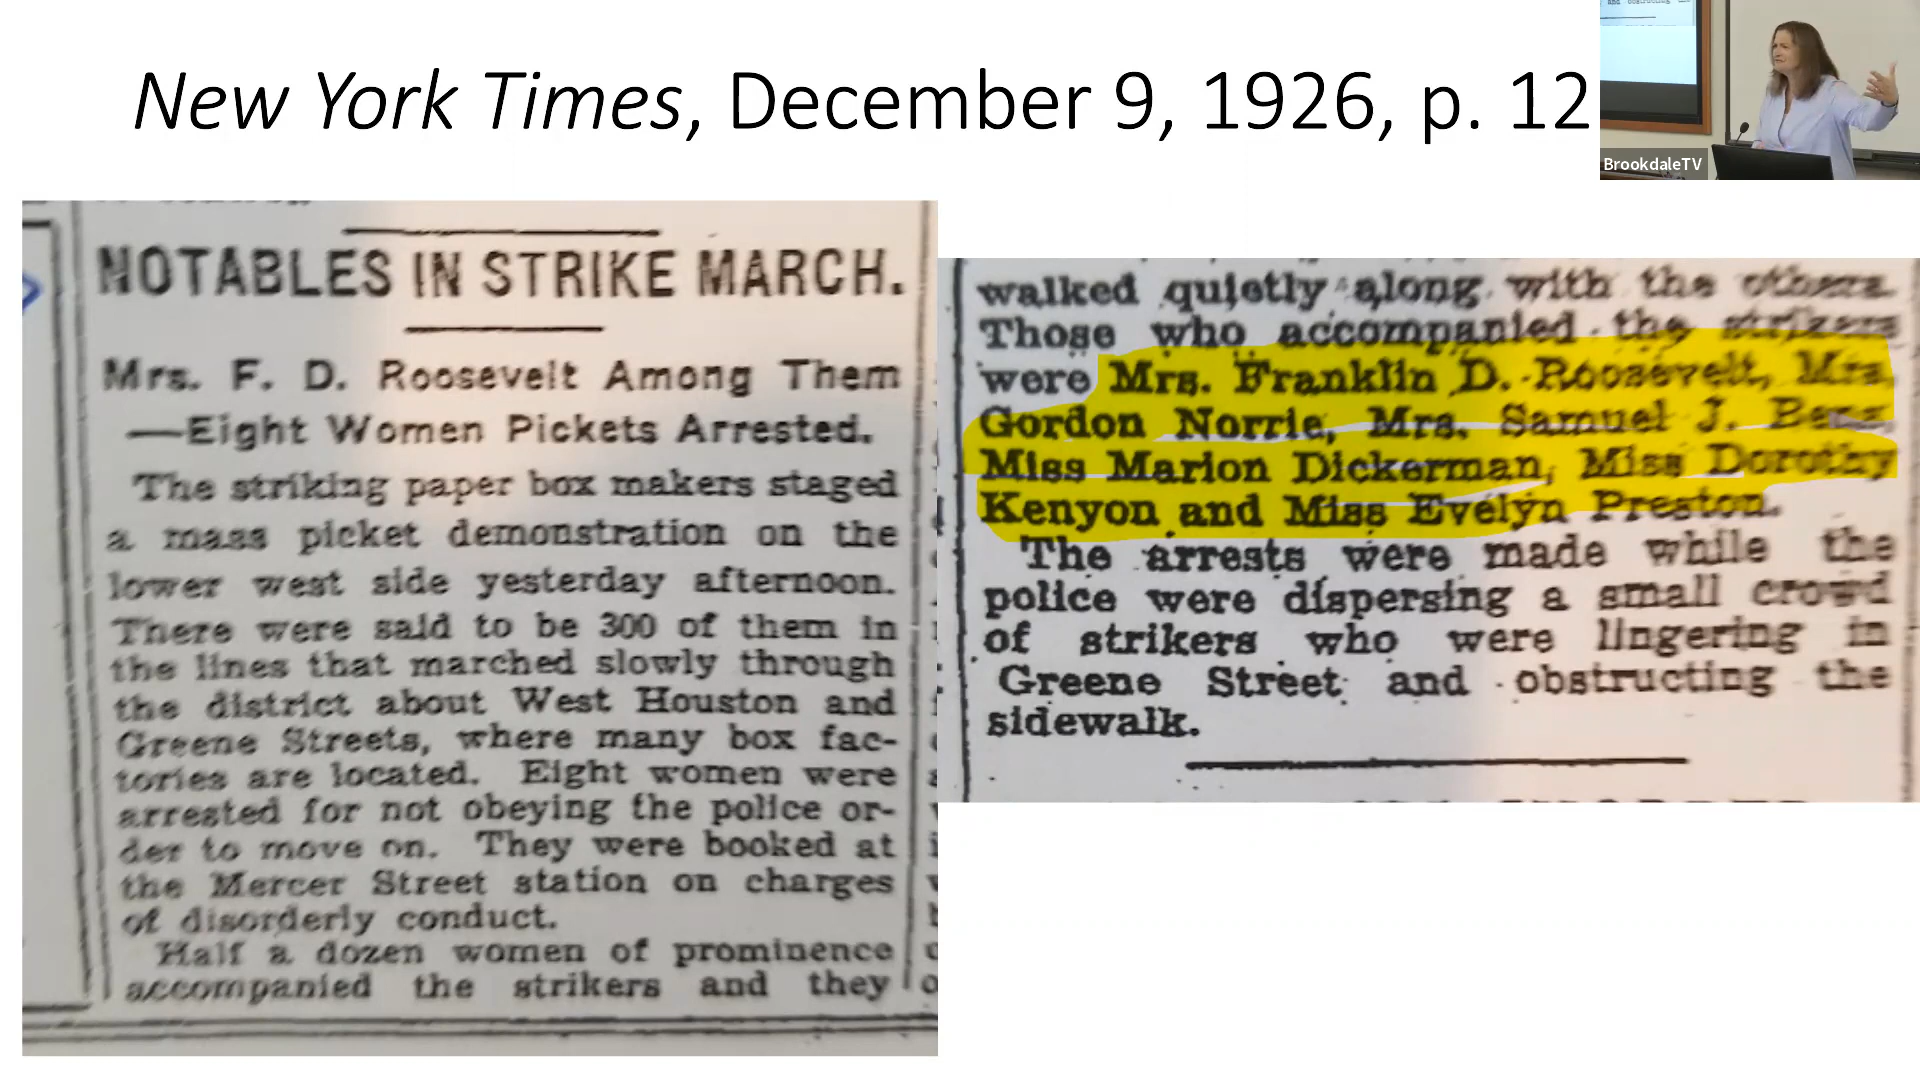 New York Times, December 9, 1926, p. 12
BrookdaleTV
NOTABLES IN STRIKE MARCH.
Mrs. F. D. Roosevelt Among Them
—Eight Women Pickets Arrested.
The striking paper box makers staged
a mass picket demonstration on the
lower west side yesterday afternoon.
There were said to be 300 of them in
the lines that marched slowly through
the district about West Houston and
Greene Streets, where many box fac-
tories are located. Eight women were
arrested for not obeying the police or-
der to move on. They were booked at
the Mercer Street station on charges
of disorderly conduct.
Half a dozen women of prominence
accompanied the strikers and they
walked quietly along with the others.
Those who accompanied the strikers
were Mrs. Franklin D. Roosevelt, Mrs.
Gordon Norrie, Mrs. Samuel J. Bens,
Miss Marion Dickerman, Miss Dorothy
Kenyon and Miss Evelyn Preston.
The arrests were made while the
police were dispersing a small crowd
of strikers who were lingering in
Greene Street and obstructing the
sidewalk.